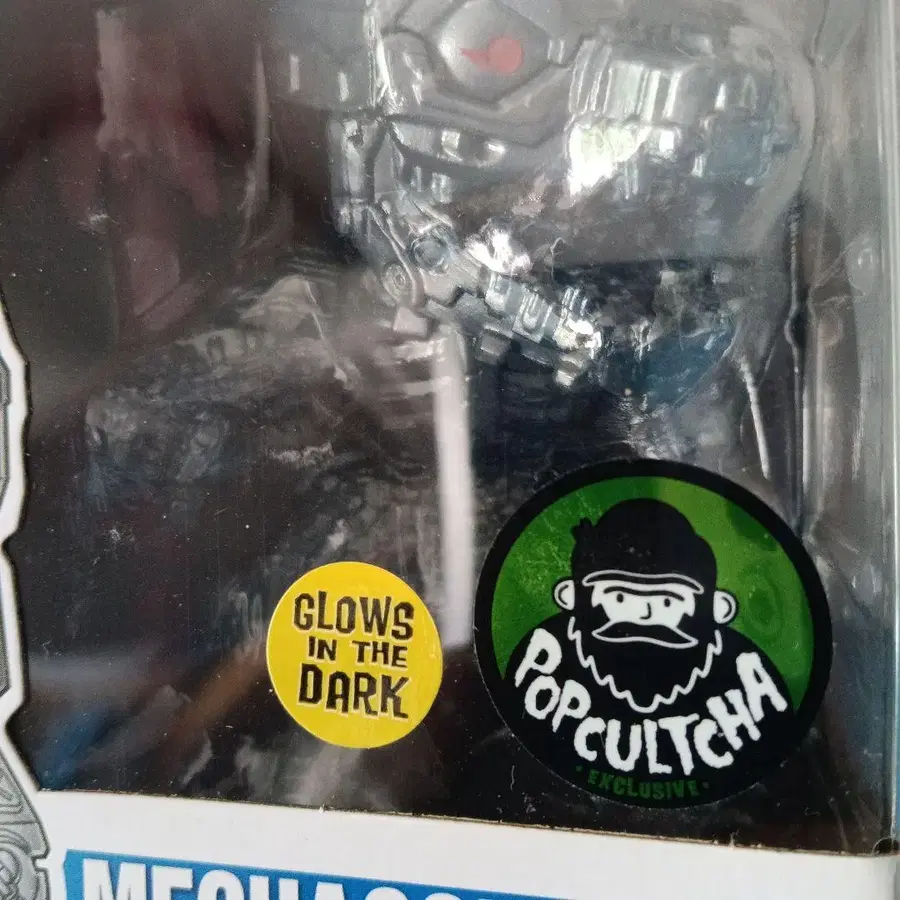 GLOWS
IN THE
DARK
POPCULTCHA
• EXCLUSIVE •